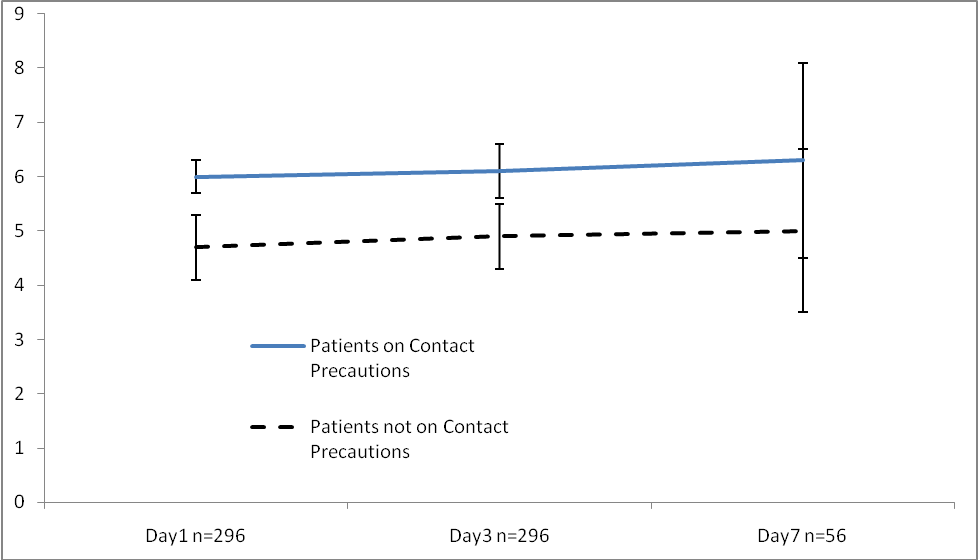 9
8
7
6
5
4
3
2
1
0
Patients on Contact
Precautions
Patients not on Contact
Precautions
Day1 n=296
Day3 n=296
Day7 n=56